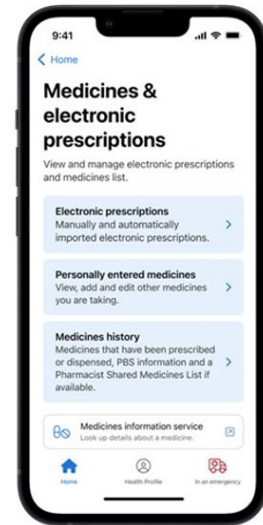 9:41
Home
Medicines &
electronic
prescriptions
View and manage electronic prescriptions
and medicines list.
Electronic prescriptions
Manually and automatically
imported electronic prescriptions.
Personally entered medicines
View, add and edit other medicines
you are taking.
Medicines history
Medicines that have been prescribed
or dispensed, PBS information and a
Pharmacist Shared Medicines List if
available.
Medicines information service
Look up details about a medicine.
Home
Health Profile
In an emergency